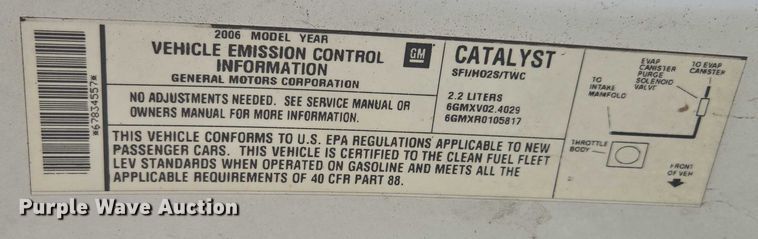 *67834557*
2006 MODEL YEAR
VEHICLE EMISSION CONTROL
INFORMATION
GENERAL MOTORS CORPORATION
GM
CATALYST
SFI/HO2S/TWC
2.2 LITERS
6GMXV02.4029
6GMXR0105817
NO ADJUSTMENTS NEEDED. SEE SERVICE MANUAL OR
OWNERS MANUAL FOR MORE INFORMATION.
THIS VEHICLE CONFORMS TO U.S. EPA REGULATIONS APPLICABLE TO NEW
PASSENGER CARS. THIS VEHICLE IS CERTIFIED TO THE CLEAN FUEL FLEET
LEV STANDARDS WHEN OPERATED ON GASOLINE AND MEETS ALL THE
APPLICABLE REQUIREMENTS OF 40 CFR PART 88.
TO
INTAKE
MANIFOLD
EVAP
CANISTER
PURGE
SOLENOID
VALVE
TO EVAP
CANISTER
THROTTLE
BODY
FRONT
OF VEH
Purple Wave Auction